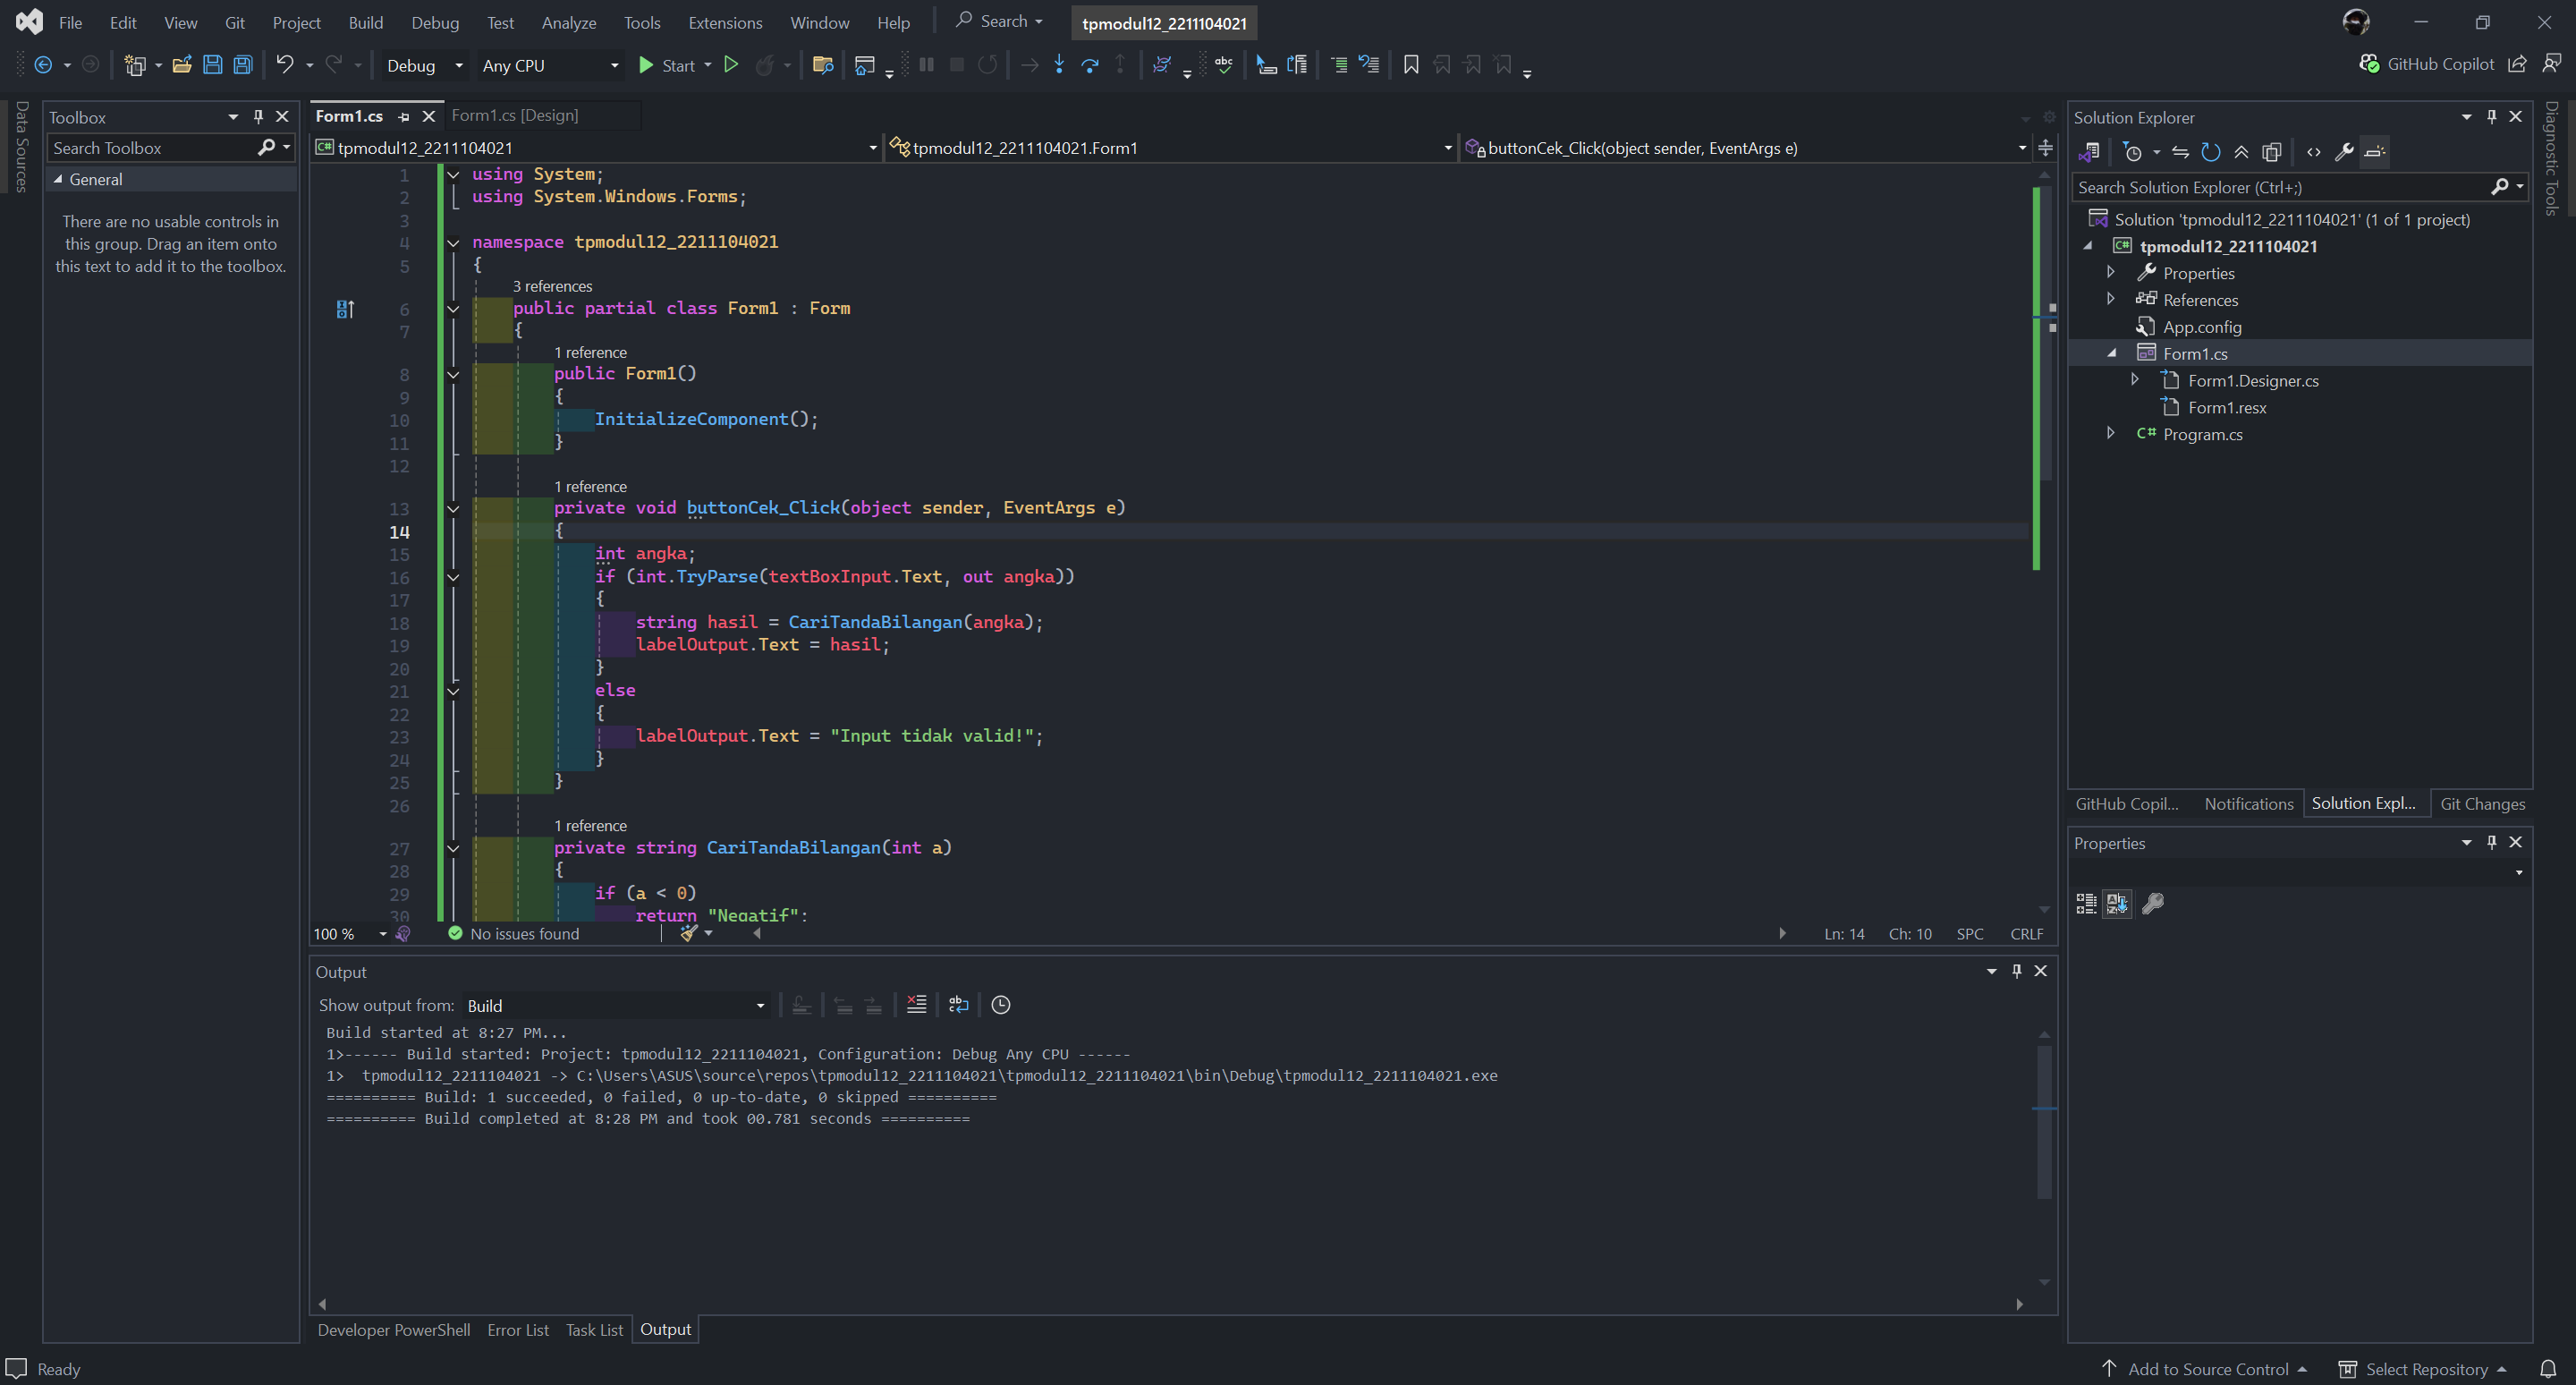 File Edit View Git Project Build Debug Test Analyze Tools Extensions Window Help Search tpmodul12_2211104021
Debug Any CPU Start GitHub Copilot
Data Sources
Toolbox
Search Toolbox
General
There are no usable controls in
this group. Drag an item onto
this text to add it to the toolbox.
Form1.cs Form1.cs [Design]
tpmodul12_2211104021 tpmodul12_2211104021.Form1 buttonCek_Click(object sender, EventArgs e)
1 using System;
2 using System.Windows.Forms;
3
4 namespace tpmodul12_2211104021
5 {
3 references
6 public partial class Form1 : Form
7 {
1 reference
8 public Form1()
9 {
10 InitializeComponent();
11 }
12
1 reference
13 private void buttonCek_Click(object sender, EventArgs e)
14 {
15 int angka;
16 if (int.TryParse(textBoxInput.Text, out angka))
17 {
18 string hasil = CariTandaBilangan(angka);
19 labelOutput.Text = hasil;
20 }
21 else
22 {
23 labelOutput.Text = "Input tidak valid!";
24 }
25 }
26
1 reference
27 private string CariTandaBilangan(int a)
28 {
29 if (a < 0)
30 return "Negatif";
100 % No issues found Ln: 14 Ch: 10 SPC CRLF
Output
Show output from: Build
Build started at 8:27 PM...
1>------ Build started: Project: tpmodul12_2211104021, Configuration: Debug Any CPU ------
1>  tpmodul12_2211104021 -> C:\Users\ASUS\source\repos\tpmodul12_2211104021\tpmodul12_2211104021\bin\Debug\tpmodul12_2211104021.exe
========== Build: 1 succeeded, 0 failed, 0 up-to-date, 0 skipped ==========
========== Build completed at 8:28 PM and took 00.781 seconds ==========
Developer PowerShell Error List Task List Output
Solution Explorer
Search Solution Explorer (Ctrl+;)
Solution 'tpmodul12_2211104021' (1 of 1 project)
tpmodul12_2211104021
Properties
References
App.config
Form1.cs
Form1.Designer.cs
Form1.resx
C# Program.cs
GitHub Copil... Notifications Solution Expl... Git Changes
Properties
Diagnostic Tools
Ready Add to Source Control Select Repository